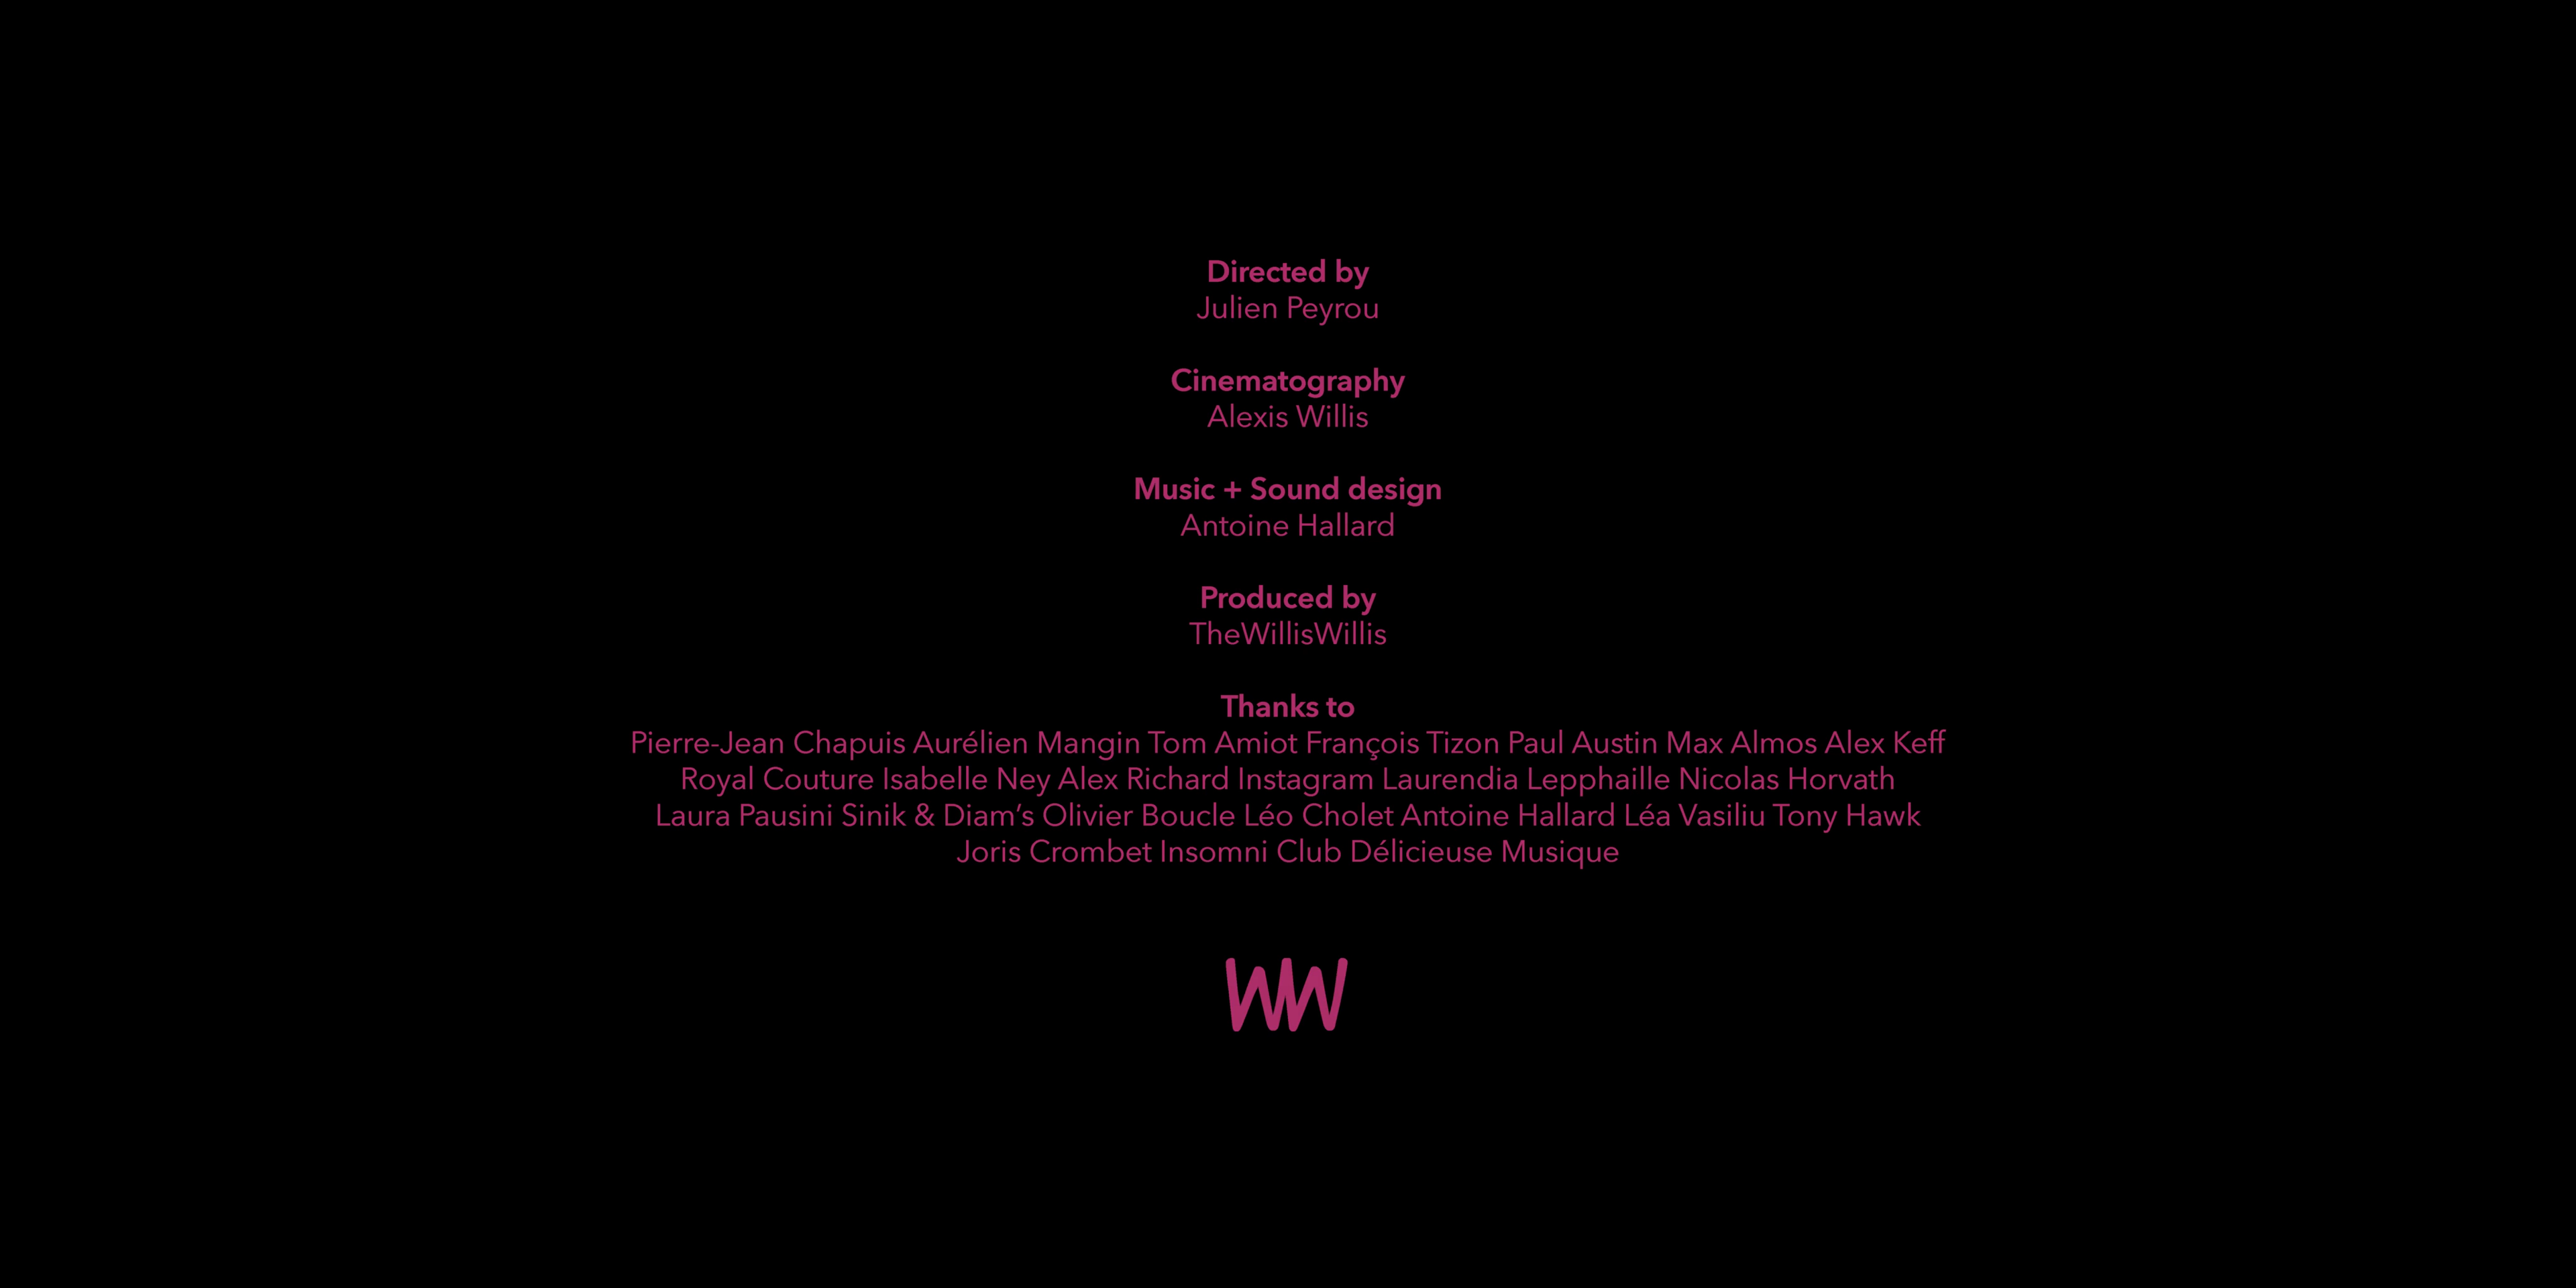 Directed by
Julien Peyrou
Cinematography
Alexis Willis
Music + Sound design
Antoine Hallard
Produced by
TheWillisWillis
Thanks to
Pierre-Jean Chapuis Aurélien Mangin Tom Amiot François Tizon Paul Austin Max Almos Alex Keff
Royal Couture Isabelle Ney Alex Richard Instagram Laurendia Lepphaille Nicolas Horvath
Laura Pausini Sinik & Diam‘s Olivier Boucle Léo Cholet Antoine Hallard Léa Vasiliu Tony Hawk
Joris Crombet Insomni Club Délicieuse Musique
WW